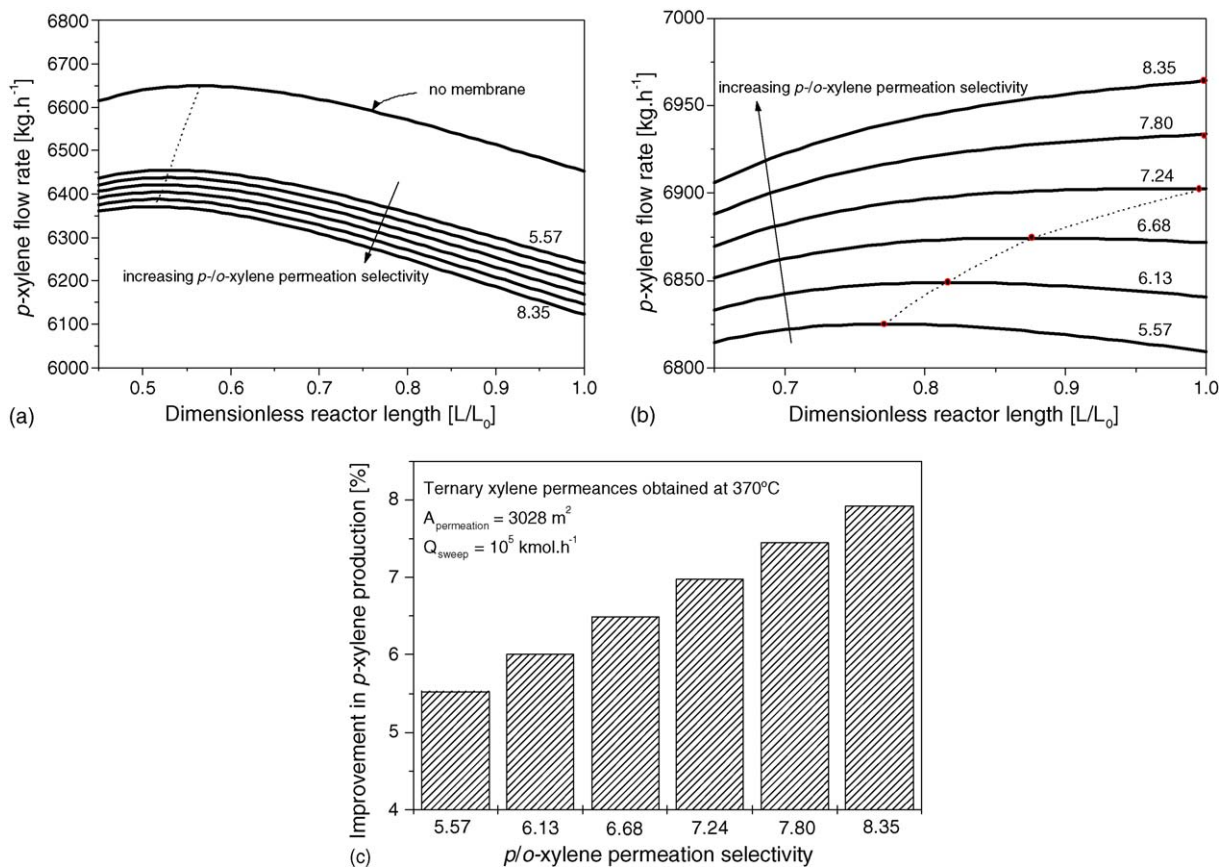 6800
6700
6600
6500
6400
6300
6200
6100
6000
p-xylene flow rate [kg.h⁻¹]
no membrane
5.57
increasing p-/o-xylene permeation selectivity
8.35
0.5 0.6 0.7 0.8 0.9 1.0
Dimensionless reactor length [L/L₀]
(a)
7000
6950
6900
6850
6800
p-xylene flow rate [kg.h⁻¹]
increasing p-/o-xylene permeation selectivity
8.35
7.80
7.24
6.68
6.13
5.57
0.7 0.8 0.9 1.0
Dimensionless reactor length [L/L₀]
(b)
Improvement in p-xylene production [%]
8
7
6
5
4
Ternary xylene permeances obtained at 370ºC
A permeation = 3028 m²
Q sweep = 10⁵ kmol.h⁻¹
5.57 6.13 6.68 7.24 7.80 8.35
p/o-xylene permeation selectivity
(c)